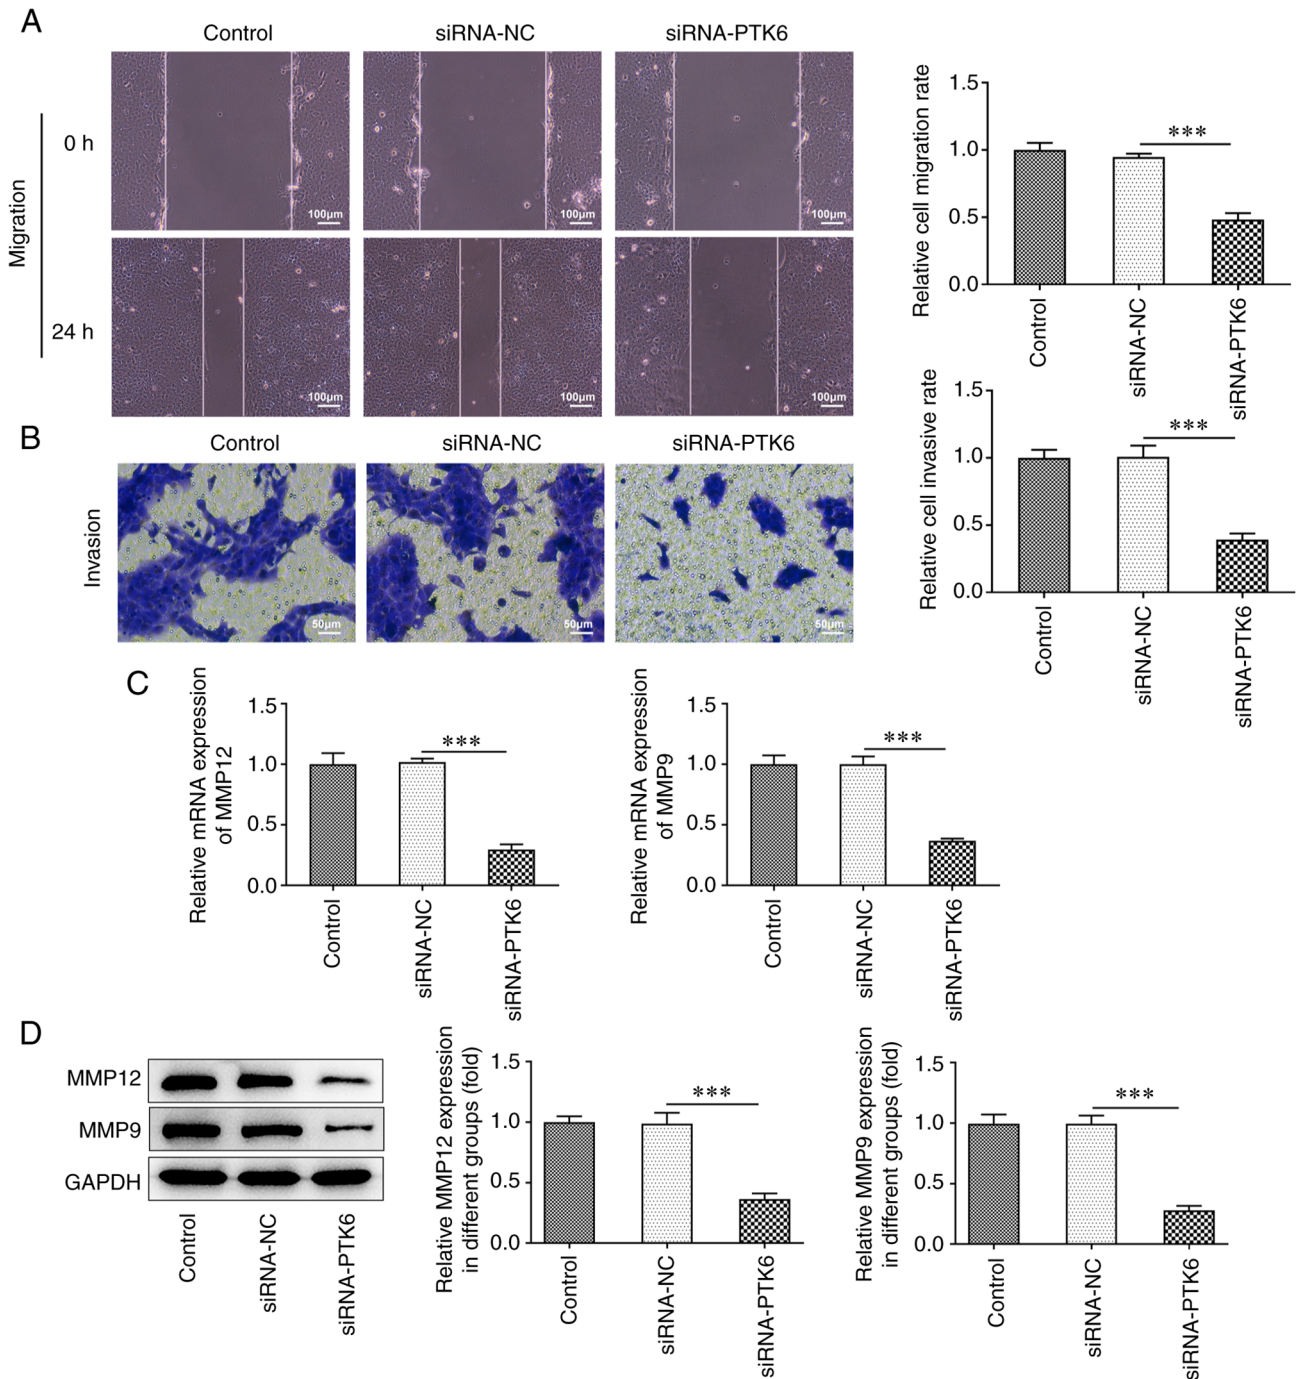 A
Control
siRNA-NC
siRNA-PTK6
Migration
0 h
100μm
100μm
100μm
24 h
100μm
100μm
100μm
Relative cell migration rate
1.5
1.0
0.5
0.0
***
Control
siRNA-NC
siRNA-PTK6
B
Control
siRNA-NC
siRNA-PTK6
Invasion
50μm
50μm
50μm
Relative cell invasive rate
1.5
1.0
0.5
0.0
***
Control
siRNA-NC
siRNA-PTK6
C
Relative mRNA expression
of MMP12
1.5
1.0
0.5
0.0
***
Control
siRNA-NC
siRNA-PTK6
Relative mRNA expression
of MMP9
1.5
1.0
0.5
0.0
***
Control
siRNA-NC
siRNA-PTK6
D
MMP12
MMP9
GAPDH
Control
siRNA-NC
siRNA-PTK6
Relative MMP12 expression
in different groups (fold)
1.5
1.0
0.5
0.0
***
Control
siRNA-NC
siRNA-PTK6
Relative MMP9 expression
in different groups (fold)
1.5
1.0
0.5
0.0
***
Control
siRNA-NC
siRNA-PTK6